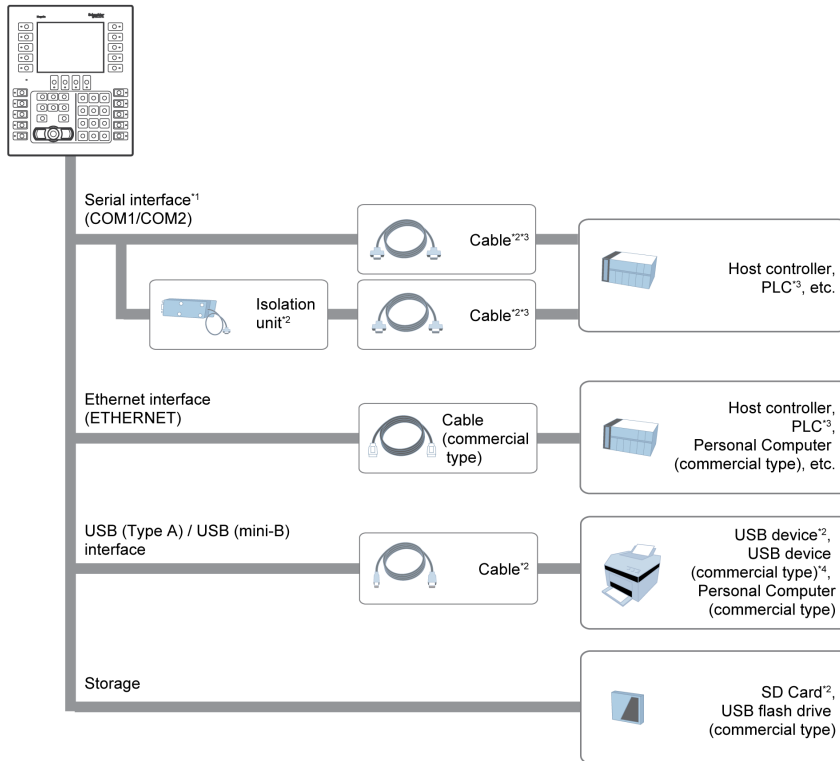 Serial interface*1
(COM1/COM2)
Cable*2*3
Host controller,
PLC*3, etc.
Isolation
unit*2
Cable*2*3
Ethernet interface
(ETHERNET)
Cable
(commercial
type)
Host controller,
PLC*3,
Personal Computer
(commercial type), etc.
USB (Type A) / USB (mini-B)
interface
Cable*2
USB device*2,
USB device
(commercial type)*4,
Personal Computer
(commercial type)
Storage
SD Card*2,
USB flash drive
(commercial type)